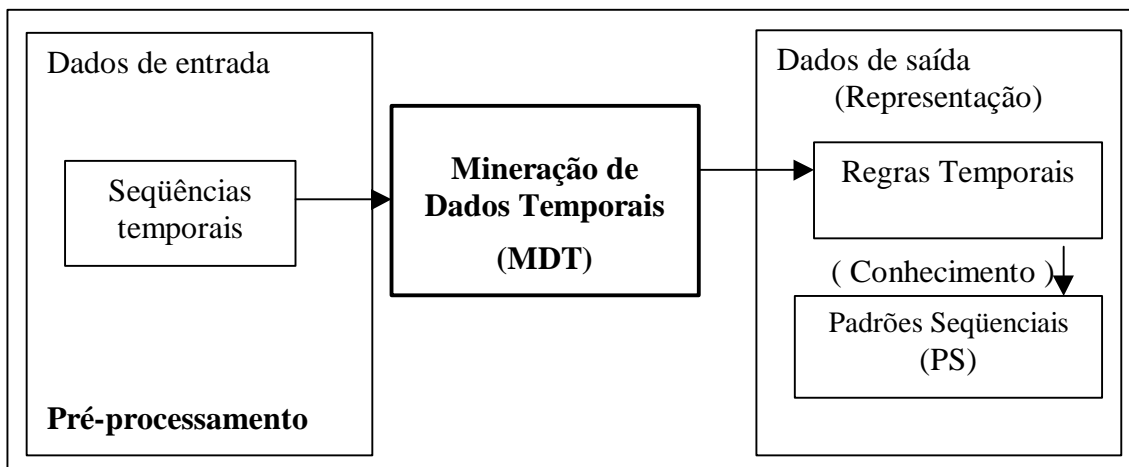 Dados de entrada
Seqüências
temporais
Pré-processamento
Mineração de
Dados Temporais
(MDT)
Dados de saída
(Representação)
Regras Temporais
( Conhecimento )
Padrões Seqüenciais
(PS)